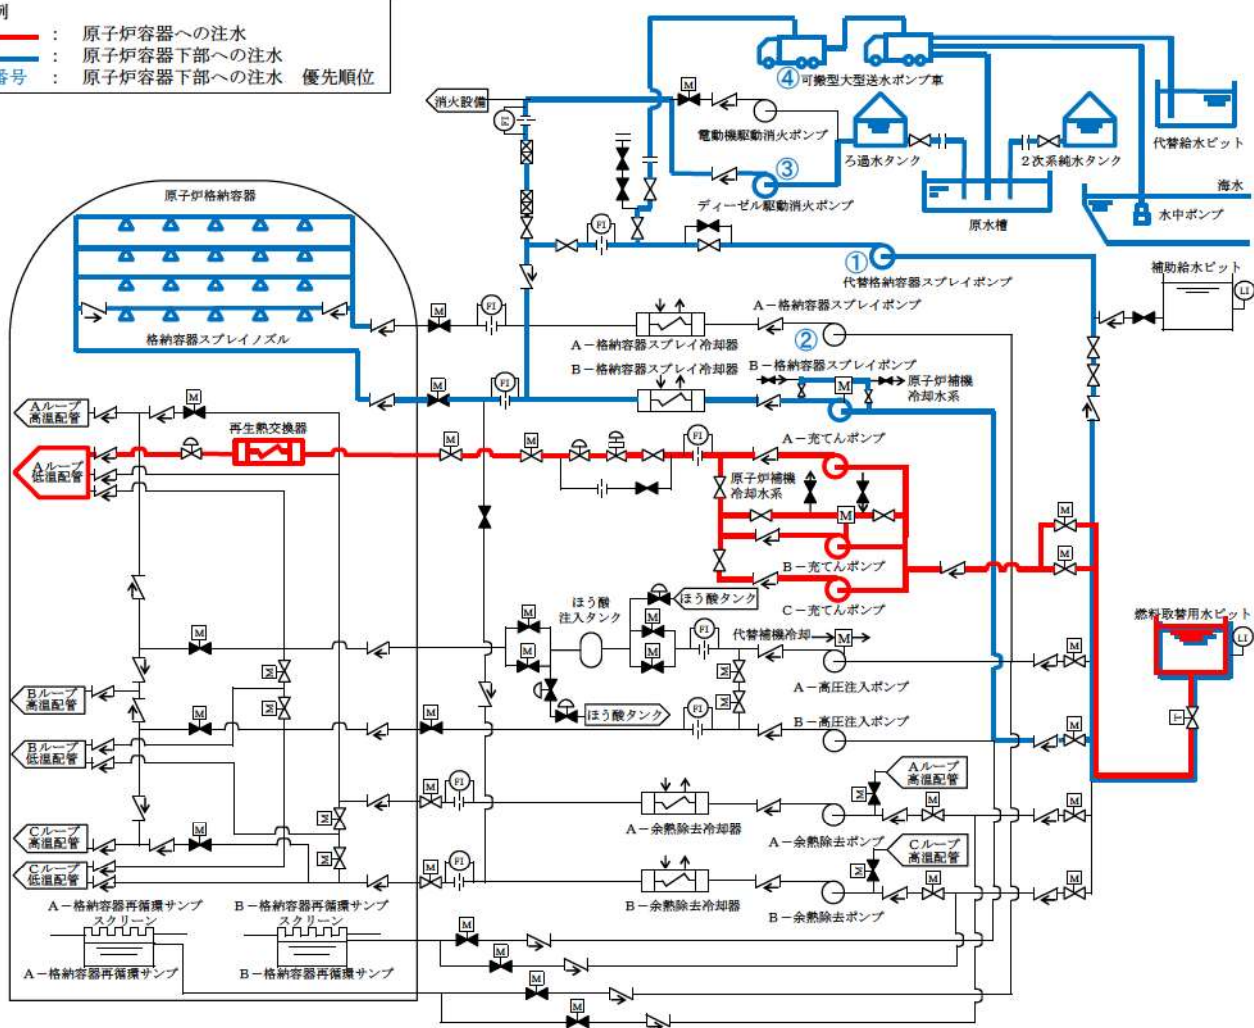 例
： 原子炉容器への注水
： 原子炉容器下部への注水
番号 ： 原子炉容器下部への注水 優先順位
④可搬型大型送水ポンプ車
消火設備
M
FI
電動機駆動消火ポンプ
ろ過水タンク
2次系純水タンク
代替給水ピット
③
ディーゼル駆動消火ポンプ
原水槽
海水
水中ポンプ
原子炉格納容器
FI
①
代替格納容器スプレイポンプ
補助給水ピット
LI
格納容器スプレイノズル
M
FI
A－格納容器スプレイポンプ
A－格納容器スプレイ冷却器
②
B－格納容器スプレイポンプ
B－格納容器スプレイ冷却器
M
FI
M
原子炉補機
冷却水系
Aループ
高温配管
M
再生熱交換器
Aループ
低温配管
M
M
FI
A－充てんポンプ
原子炉補機
冷却水系
M
M
B－充てんポンプ
M
C－充てんポンプ
ほう酸
注入タンク
ほう酸タンク
M
M
M
M
FI
代替補機冷却
M
燃料取替用水ピット
LI
M
M
M
M
M
A－高圧注入ポンプ
M
Bループ
高温配管
M
ほう酸タンク
M
M
FI
B－高圧注入ポンプ
M
T
Bループ
低温配管
Aループ
高温配管
M
FI
M
M
M
M
A－余熱除去冷却器
A－余熱除去ポンプ
Cループ
高温配管
M
Cループ
高温配管
M
Cループ
低温配管
M
FI
M
M
M
B－余熱除去冷却器
B－余熱除去ポンプ
A－格納容器再循環サンプ
スクリーン
B－格納容器再循環サンプ
スクリーン
M
M
A－格納容器再循環サンプ
B－格納容器再循環サンプ
M
M